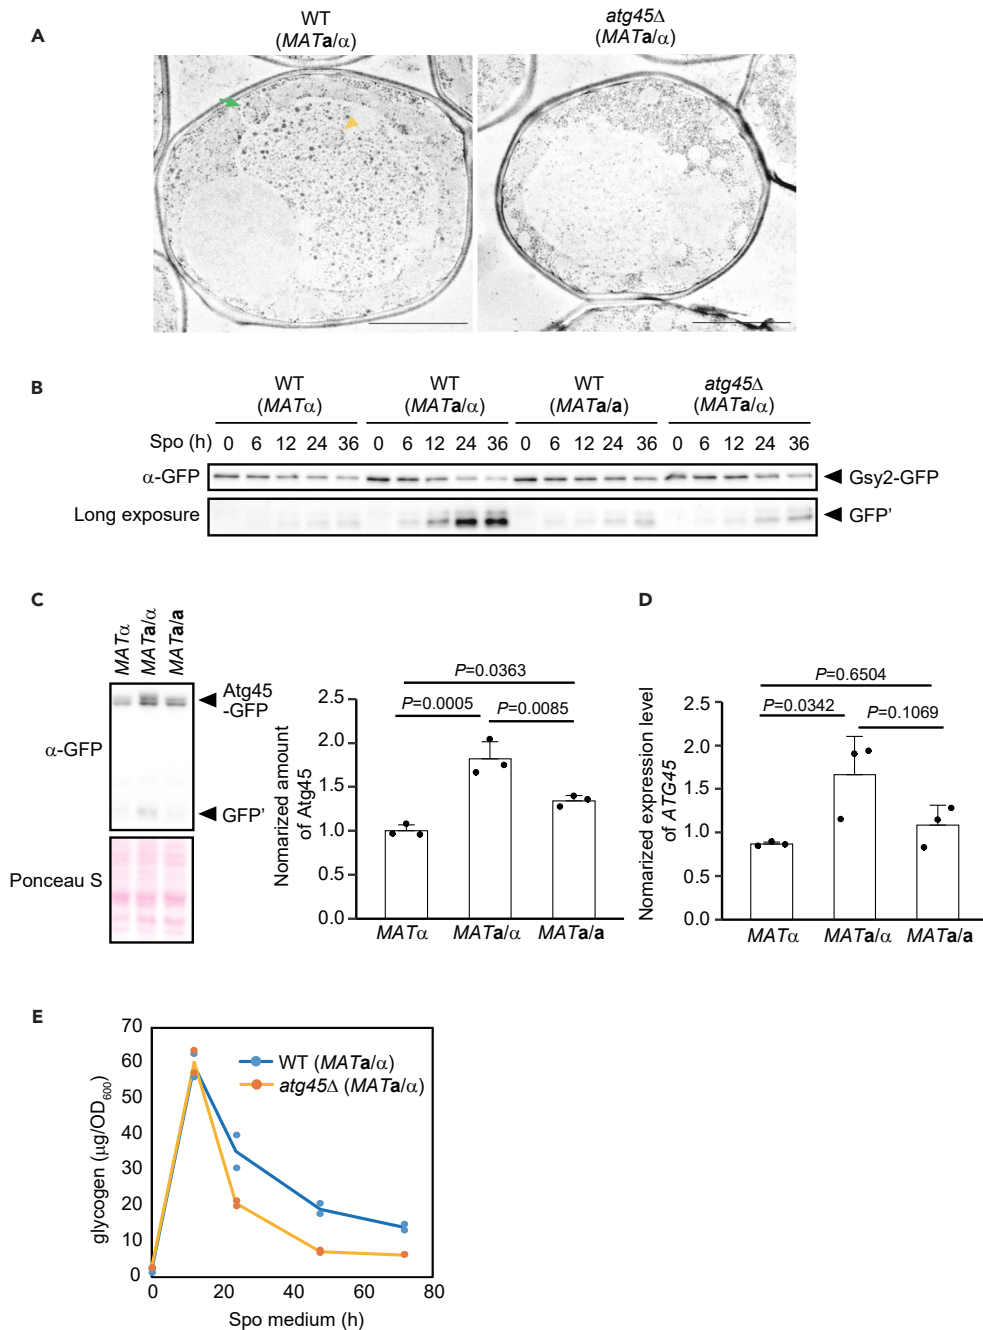 A
WT
(MATa/α)
atg45Δ
(MATa/α)
B
WT
(MATα)
WT
(MATa/α)
WT
(MATa/a)
atg45Δ
(MATa/α)
Spo (h) 0 6 12 24 36 0 6 12 24 36 0 6 12 24 36 0 6 12 24 36
α-GFP
Gsy2-GFP
Long exposure
GFP’
C
MATα
MATa/α
MATa/a
α-GFP
Atg45
-GFP
GFP’
Ponceau S
Nomarized amount
of Atg45
2.5
2.0
1.5
1.0
0.5
0.0
P=0.0363
P=0.0005
P=0.0085
MATα MATa/α MATa/a
D
Nomarized expression level
of ATG45
2.5
2.0
1.5
1.0
0.5
0.0
P=0.6504
P=0.0342
P=0.1069
MATα MATa/α MATa/a
E
glycogen (μg/OD600)
70
60
50
40
30
20
10
0
WT (MATa/α)
atg45Δ (MATa/α)
0 20 40 60 80
Spo medium (h)